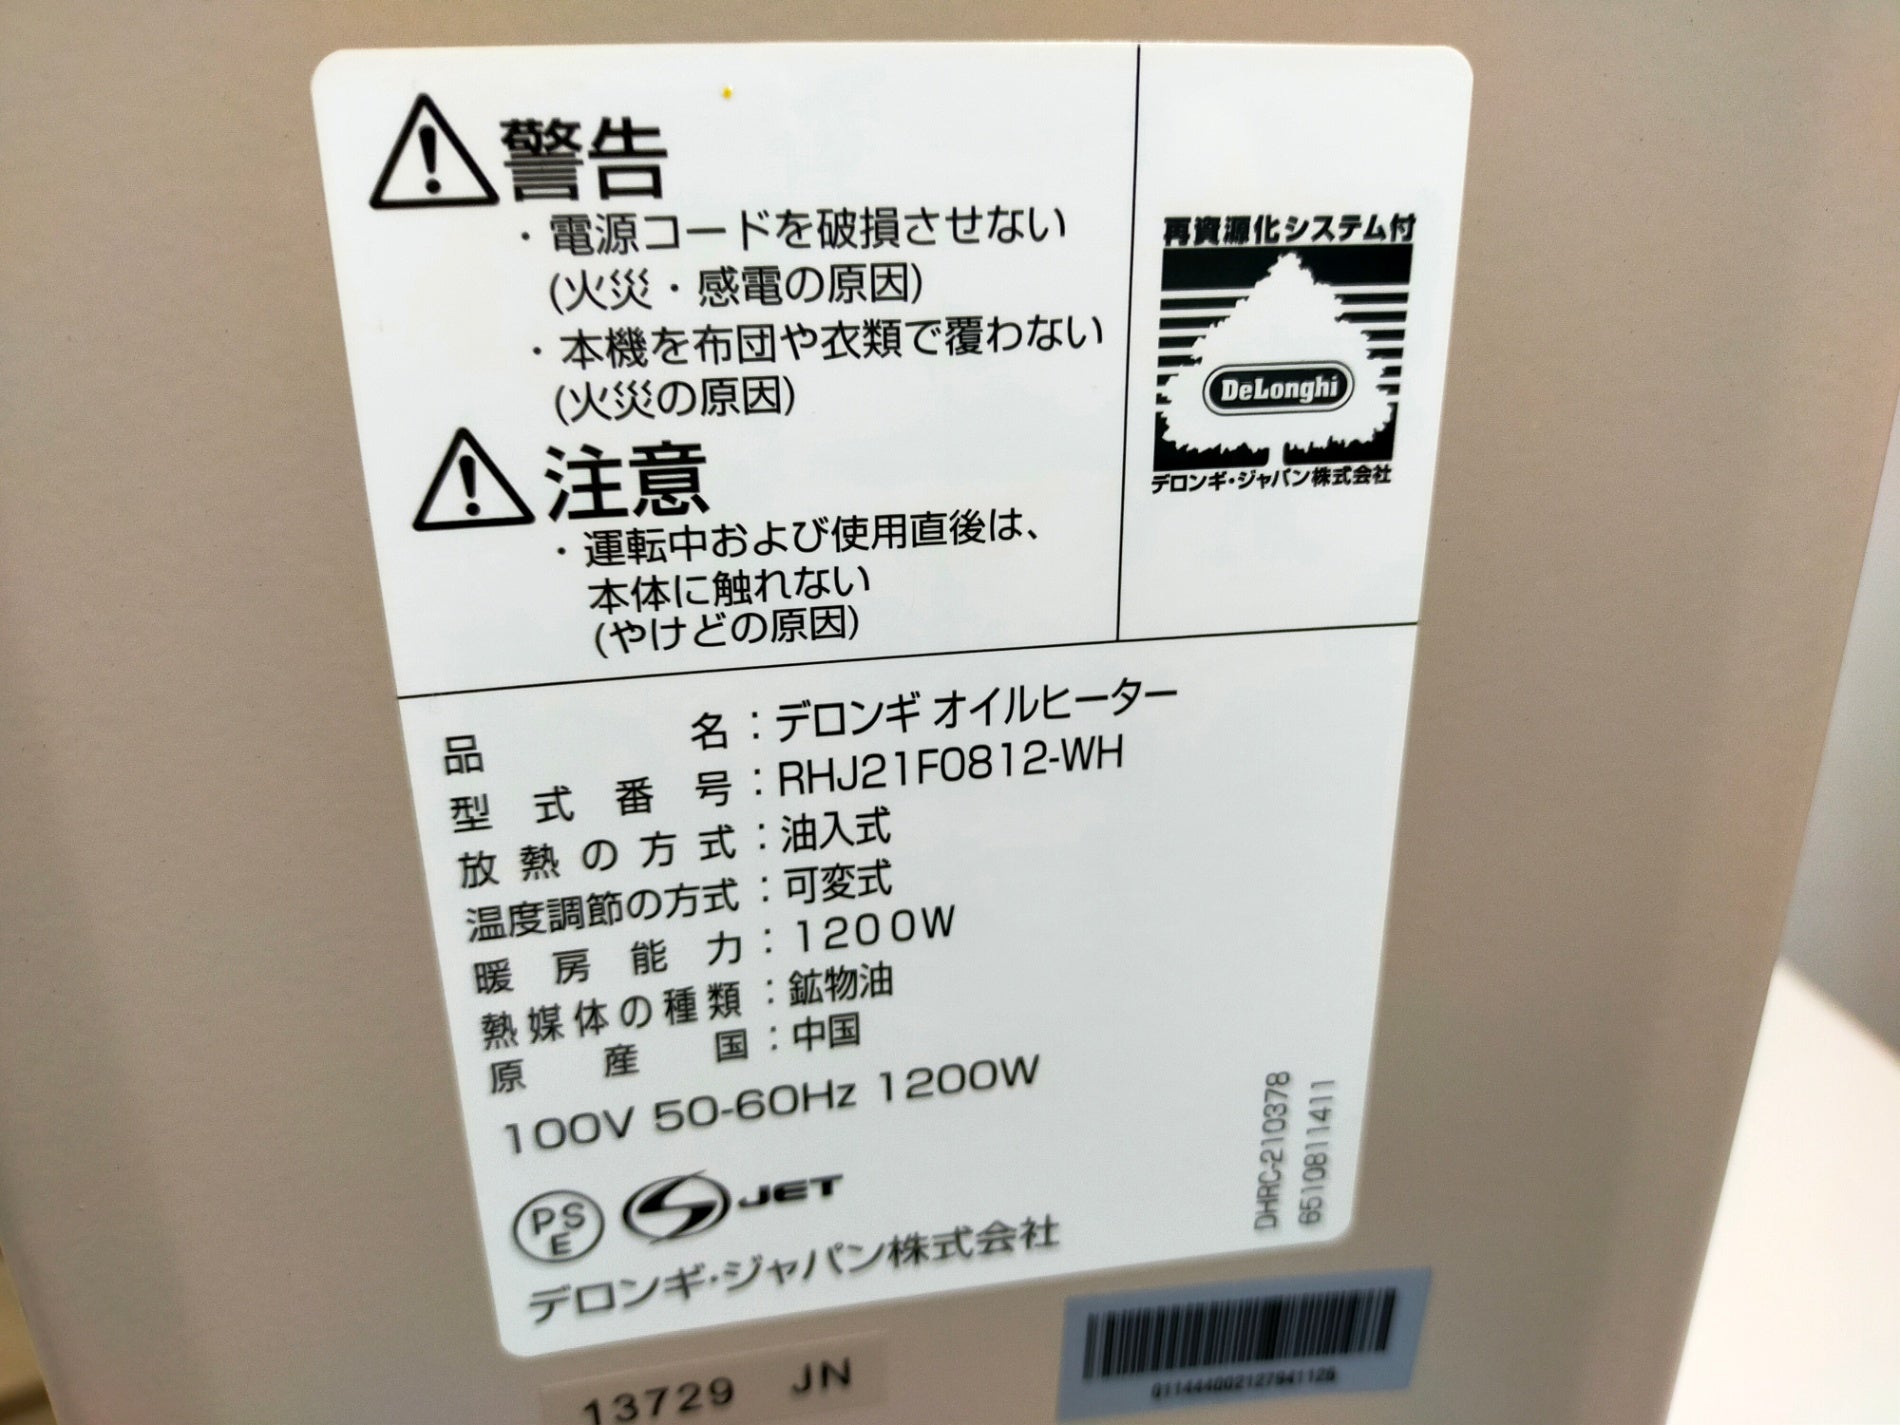 警告
・電源コードを破損させない
(火災・感電の原因)
・本機を布団や衣類で覆わない
(火災の原因)
注意
・運転中および使用直後は、
本体に触れない
(やけどの原因)
再資源化システム付
DeLonghi
デロンギ・ジャパン株式会社
品名：デロンギ オイルヒーター
型式番号：RHJ21F0812-WH
放熱の方式：油入式
温度調節の方式：可変式
暖房能力：1200W
熱媒体の種類：鉱物油
原産国：中国
100V 50-60Hz 1200W
PSE
JET
デロンギ・ジャパン株式会社
DHRC-210378
6510811411
13729 JN